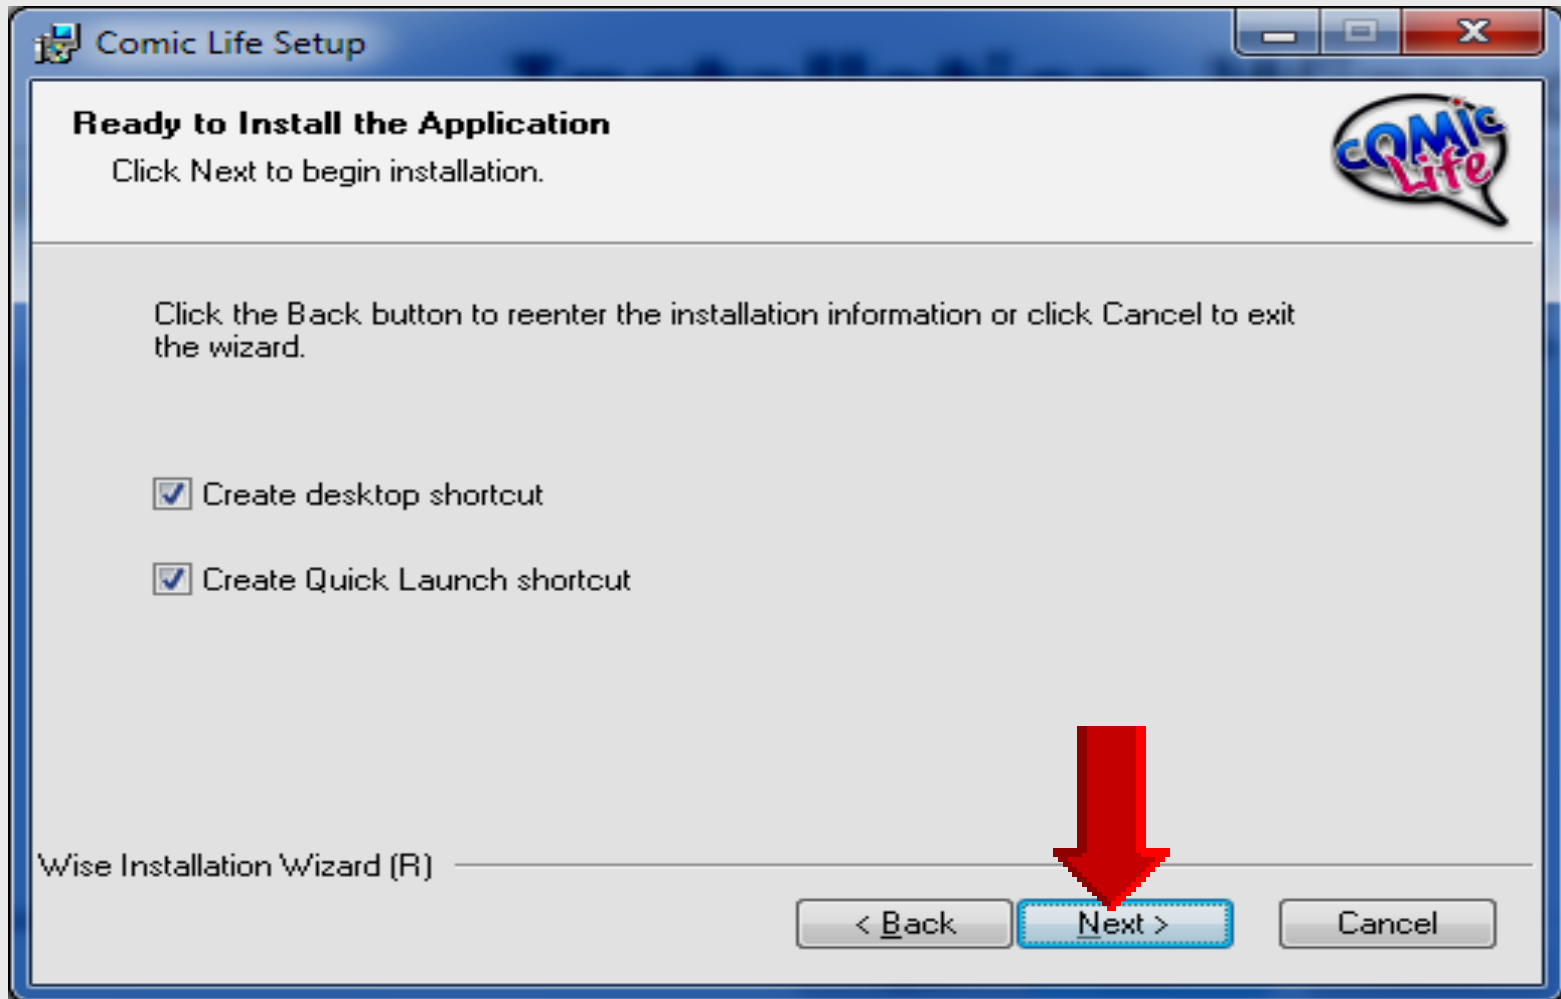 Comic Life Setup
Ready to Install the Application
Click Next to begin installation.
COMIC
Life
Click the Back button to reenter the installation information or click Cancel to exit
the wizard.
Create desktop shortcut
Create Quick Launch shortcut
Wise Installation Wizard (R)
< Back
Next >
Cancel